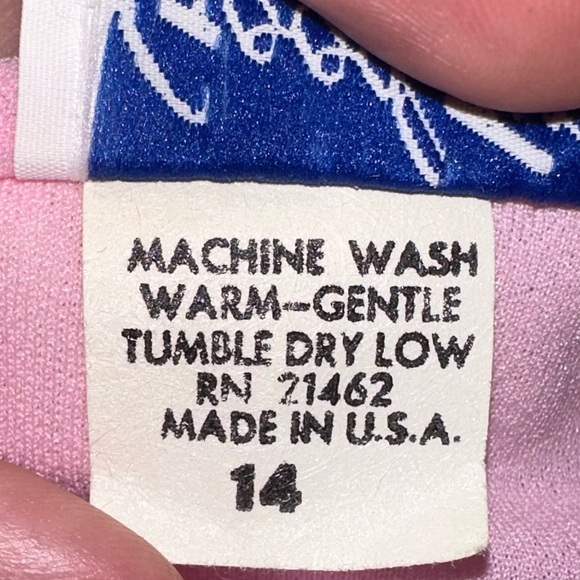 MACHINE WASH
WARM-GENTLE
TUMBLE DRY LOW
RN 21462
MADE IN U.S.A.
14